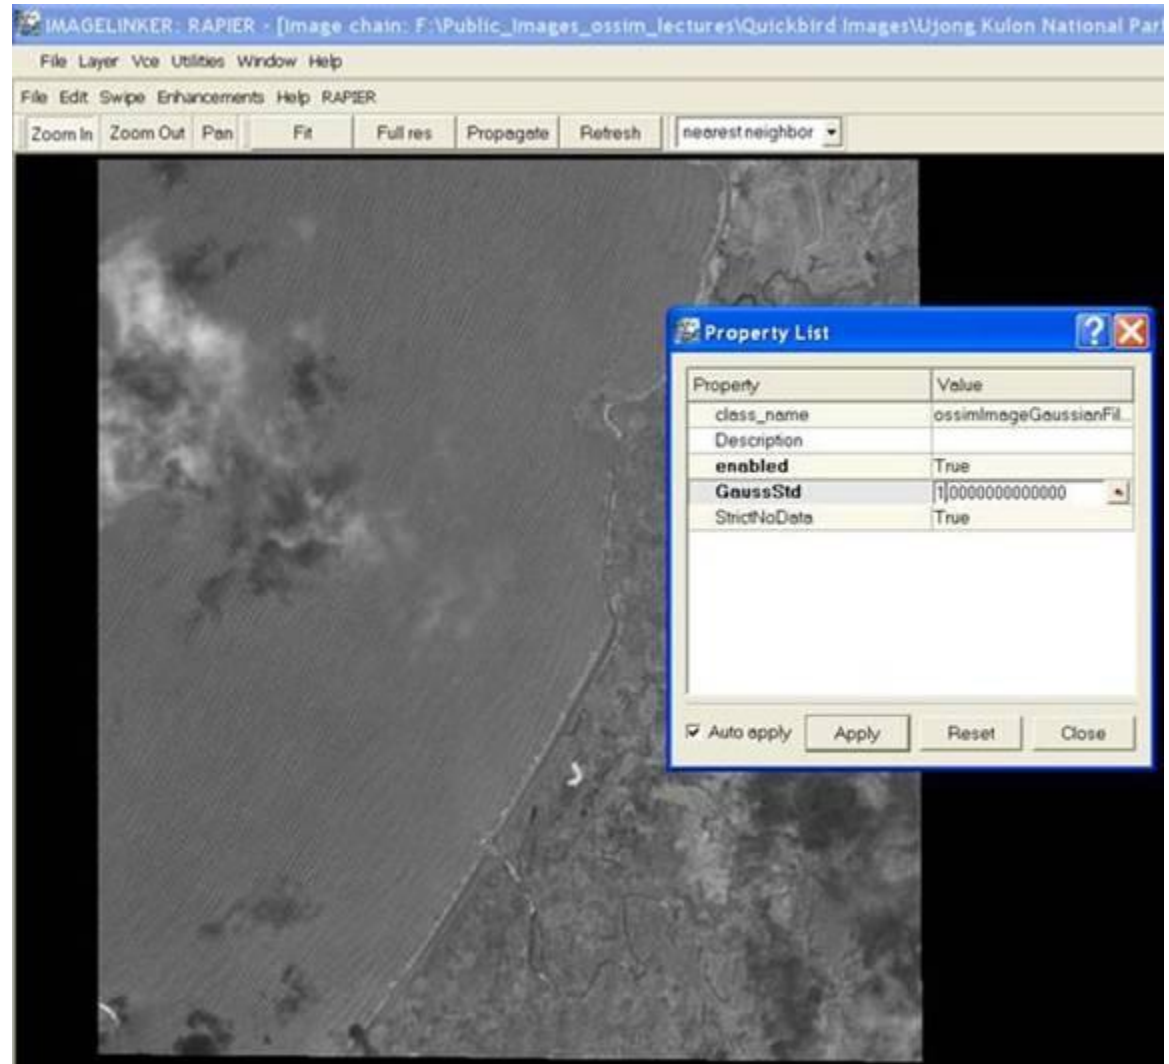 IMAGELINKER: RAPIER - [Image chain: F:\Public_Images_ossim_lectures\Quickbird Images\Ujong Kulon National Par
File Layer Vce Utilities Window Help
File Edit Swipe Enhancements Help RAPIER
Zoom In Zoom Out Pan Fit Full res Propagate Refresh nearest neighbor
Property List
Property Value
class_name ossimImageGaussianFil...
Description
enabled True
GaussStd 1.0000000000000
StrictNoData True
Auto apply Apply Reset Close